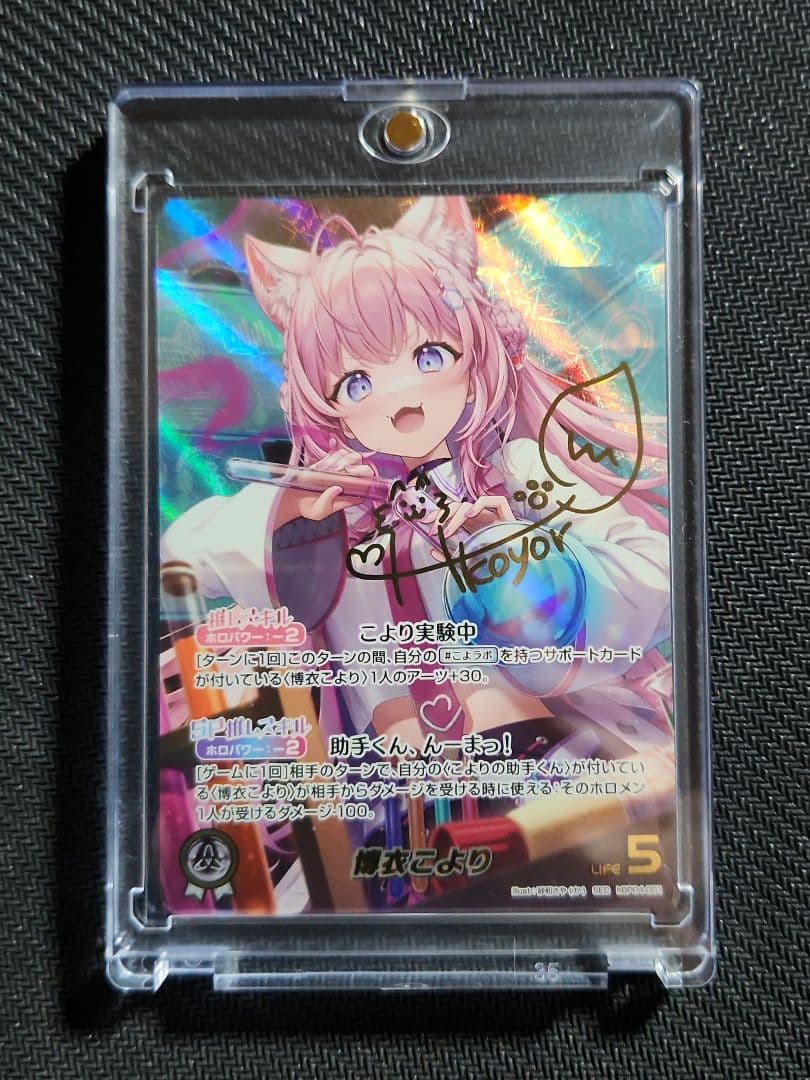 koyori
推しスキル
ホロパワー：－2
こより実験中
[ターンに1回]このターンの間、自分の #こよラボ を持つサポートカード
が付いている〈博衣こより〉1人のアーツ+30。
SP推しスキル
ホロパワー：－2
助手くん、んーまっ！
[ゲームに1回]相手のターンで、自分の〈こよりの助手くん〉が付いてい
る〈博衣こより〉が相手からダメージを受ける時に使える：そのホロメン
1人が受けるダメージ-100。
博衣こより
LIFE 5
SEC hBP04-001
35